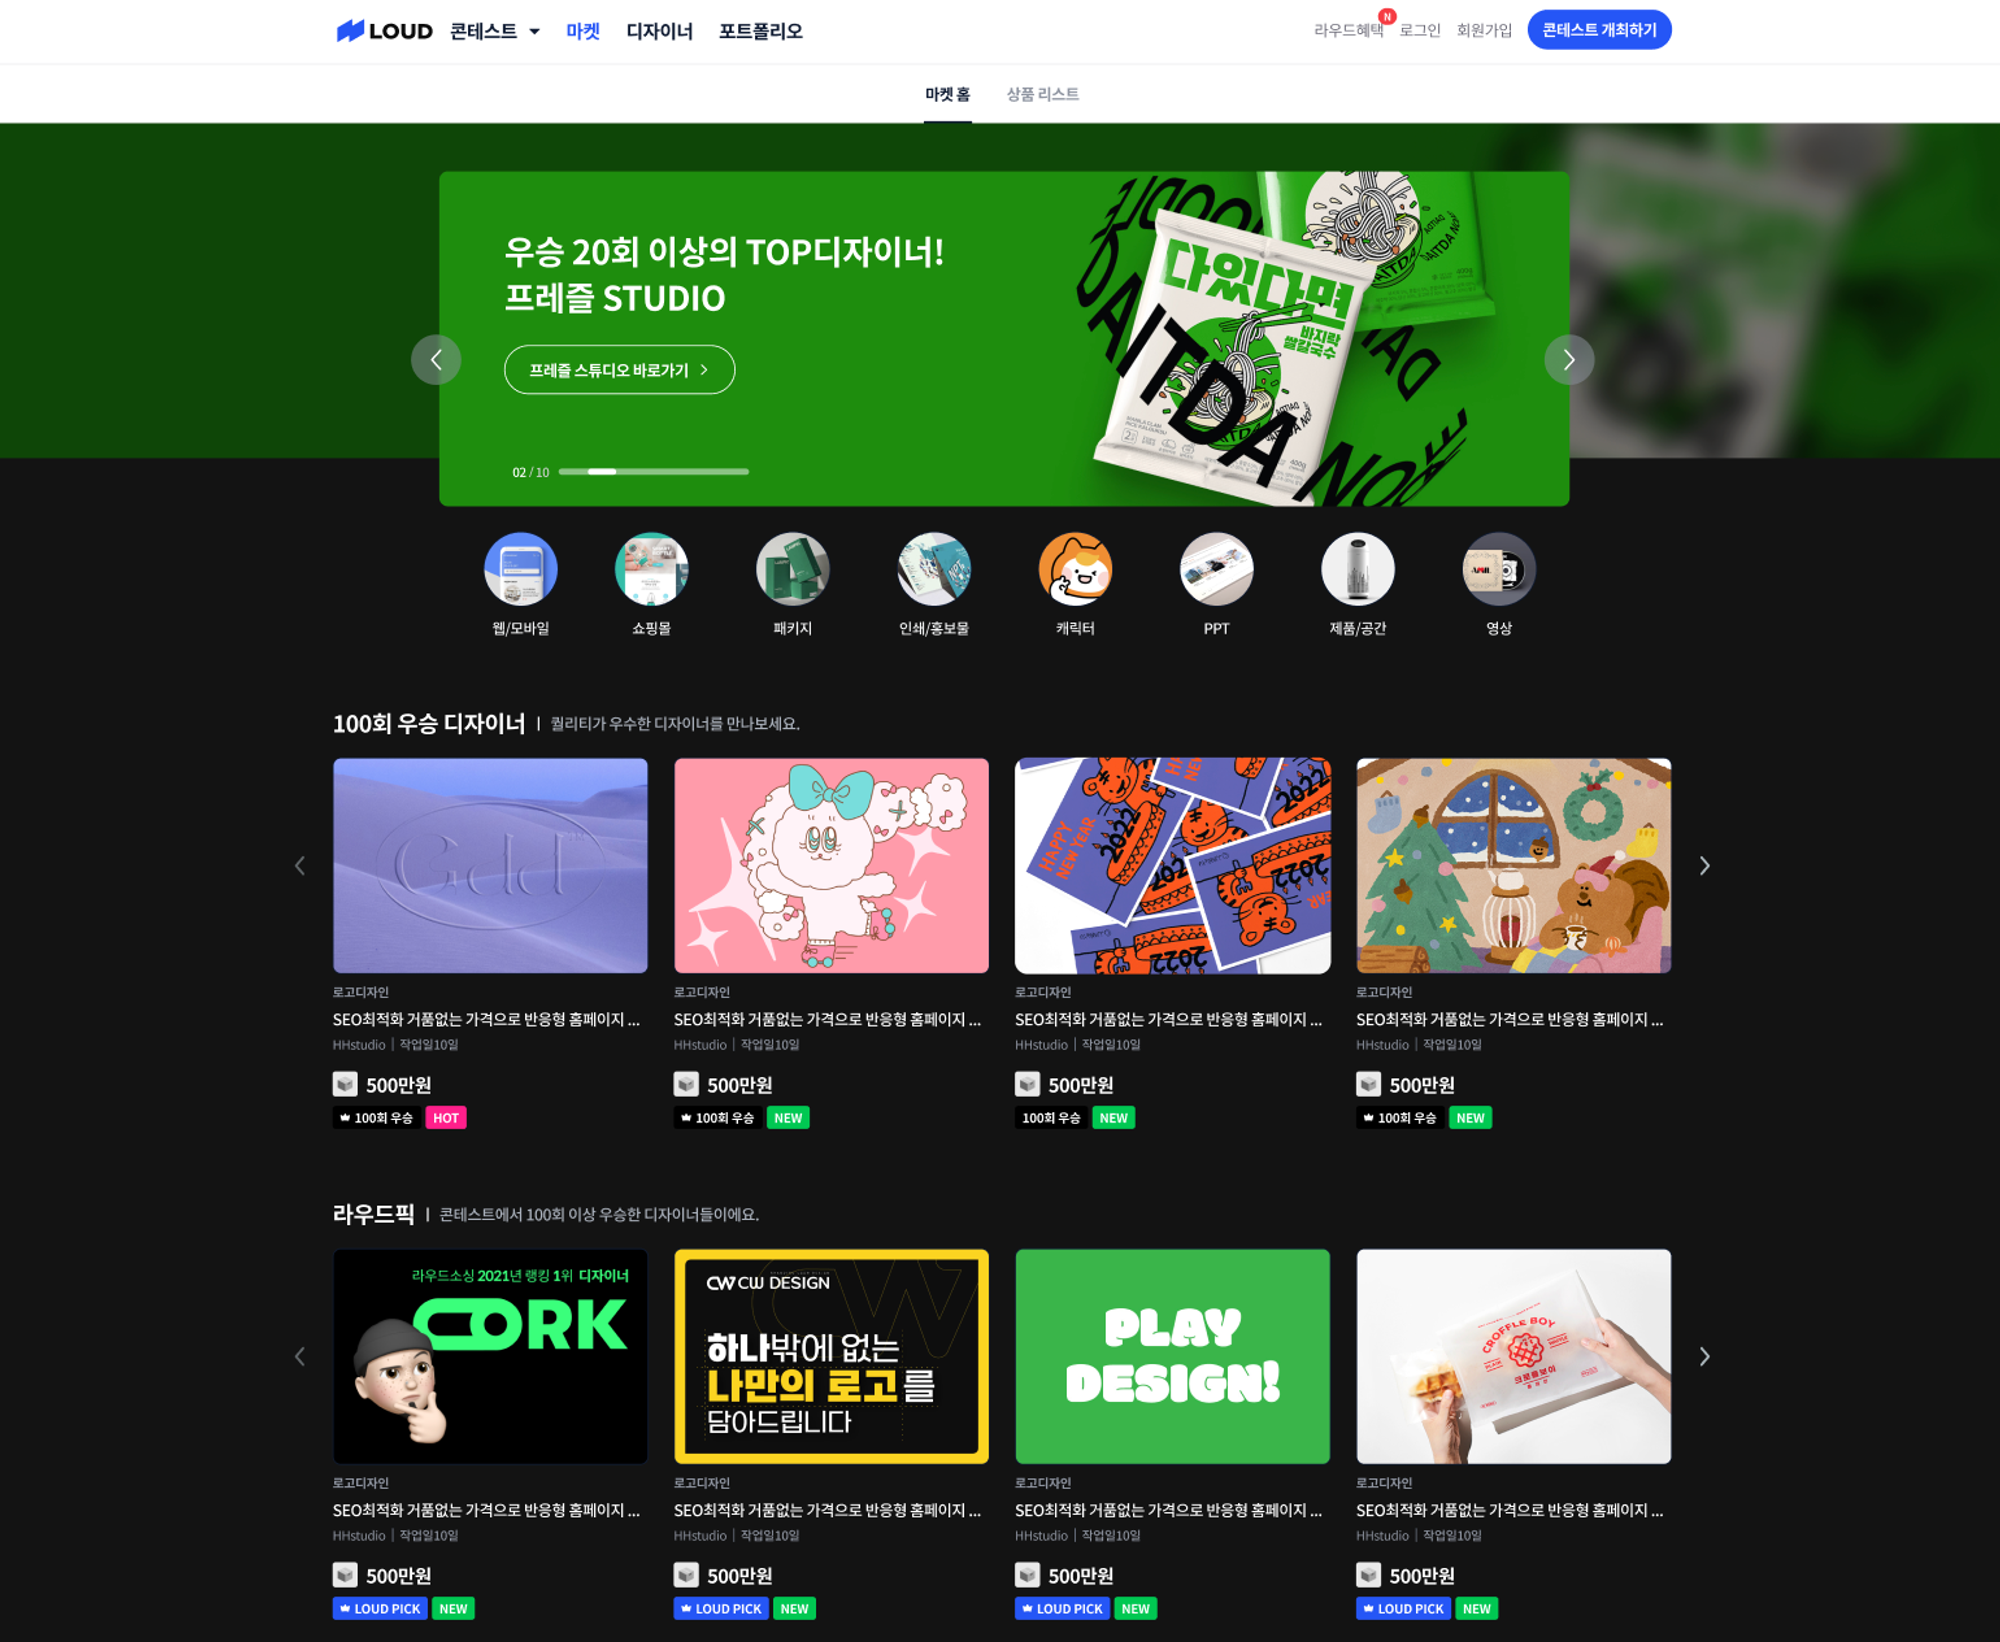 LOUD 콘테스트 마켓 디자이너 포트폴리오
라우드혜택 N 로그인 회원가입 콘테스트 개최하기
마켓 홈 상품 리스트
우승 20회 이상의 TOP디자이너!
프레즐 STUDIO
프레즐 스튜디오 바로가기
02 / 10
다있다면
바지락
쌀칼국수
DAITDA NOODLE
400g
웹/모바일 쇼핑몰 패키지 인쇄/홍보물 캐릭터 PPT 제품/공간 영상
100회 우승 디자이너 | 퀄리티가 우수한 디자이너를 만나보세요.
HAPPY
NEW YEAR
2022
로고디자인 로고디자인 로고디자인 로고디자인
SEO최적화 거품없는 가격으로 반응형 홈페이지 ... SEO최적화 거품없는 가격으로 반응형 홈페이지 ... SEO최적화 거품없는 가격으로 반응형 홈페이지 ... SEO최적화 거품없는 가격으로 반응형 홈페이지 ...
HHstudio | 작업일10일 HHstudio | 작업일10일 HHstudio | 작업일10일 HHstudio | 작업일10일
500만원 500만원 500만원 500만원
100회 우승 HOT 100회 우승 NEW 100회 우승 NEW 100회 우승 NEW
라우드픽 | 콘테스트에서 100회 이상 우승한 디자이너들이에요.
라우드소싱 2021년 랭킹 1위 디자이너
CORK
CW CW DESIGN
하나밖에 없는
나만의 로고를
담아드립니다
PLAY
DESIGN!
CROFFLE BOY
크로플보이
로고디자인 로고디자인 로고디자인 로고디자인
SEO최적화 거품없는 가격으로 반응형 홈페이지 ... SEO최적화 거품없는 가격으로 반응형 홈페이지 ... SEO최적화 거품없는 가격으로 반응형 홈페이지 ... SEO최적화 거품없는 가격으로 반응형 홈페이지 ...
HHstudio | 작업일10일 HHstudio | 작업일10일 HHstudio | 작업일10일 HHstudio | 작업일10일
500만원 500만원 500만원 500만원
LOUD PICK NEW LOUD PICK NEW LOUD PICK NEW LOUD PICK NEW